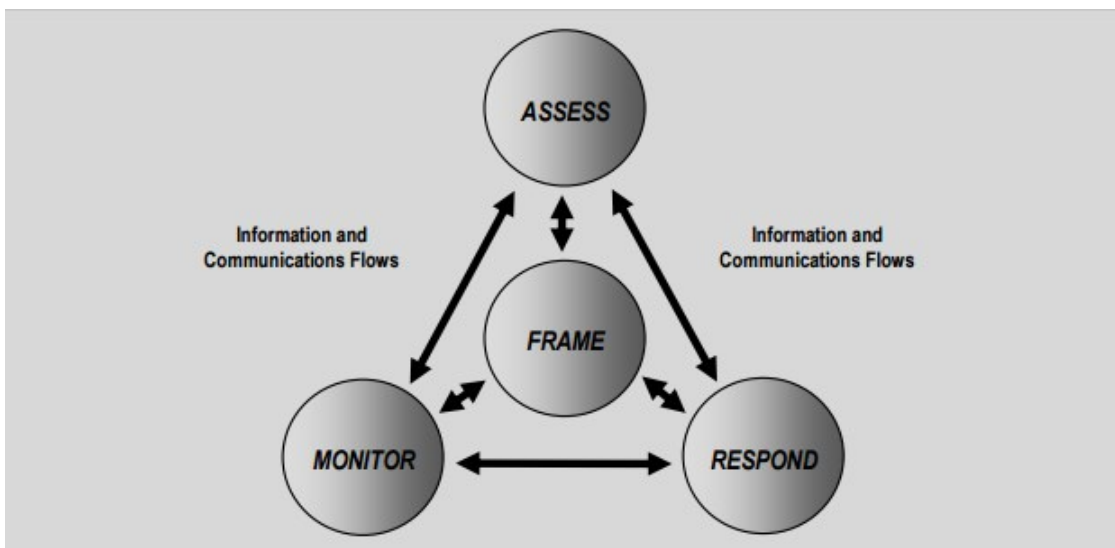 ASSESS
Information and
Communications Flows
Information and
Communications Flows
FRAME
MONITOR
RESPOND